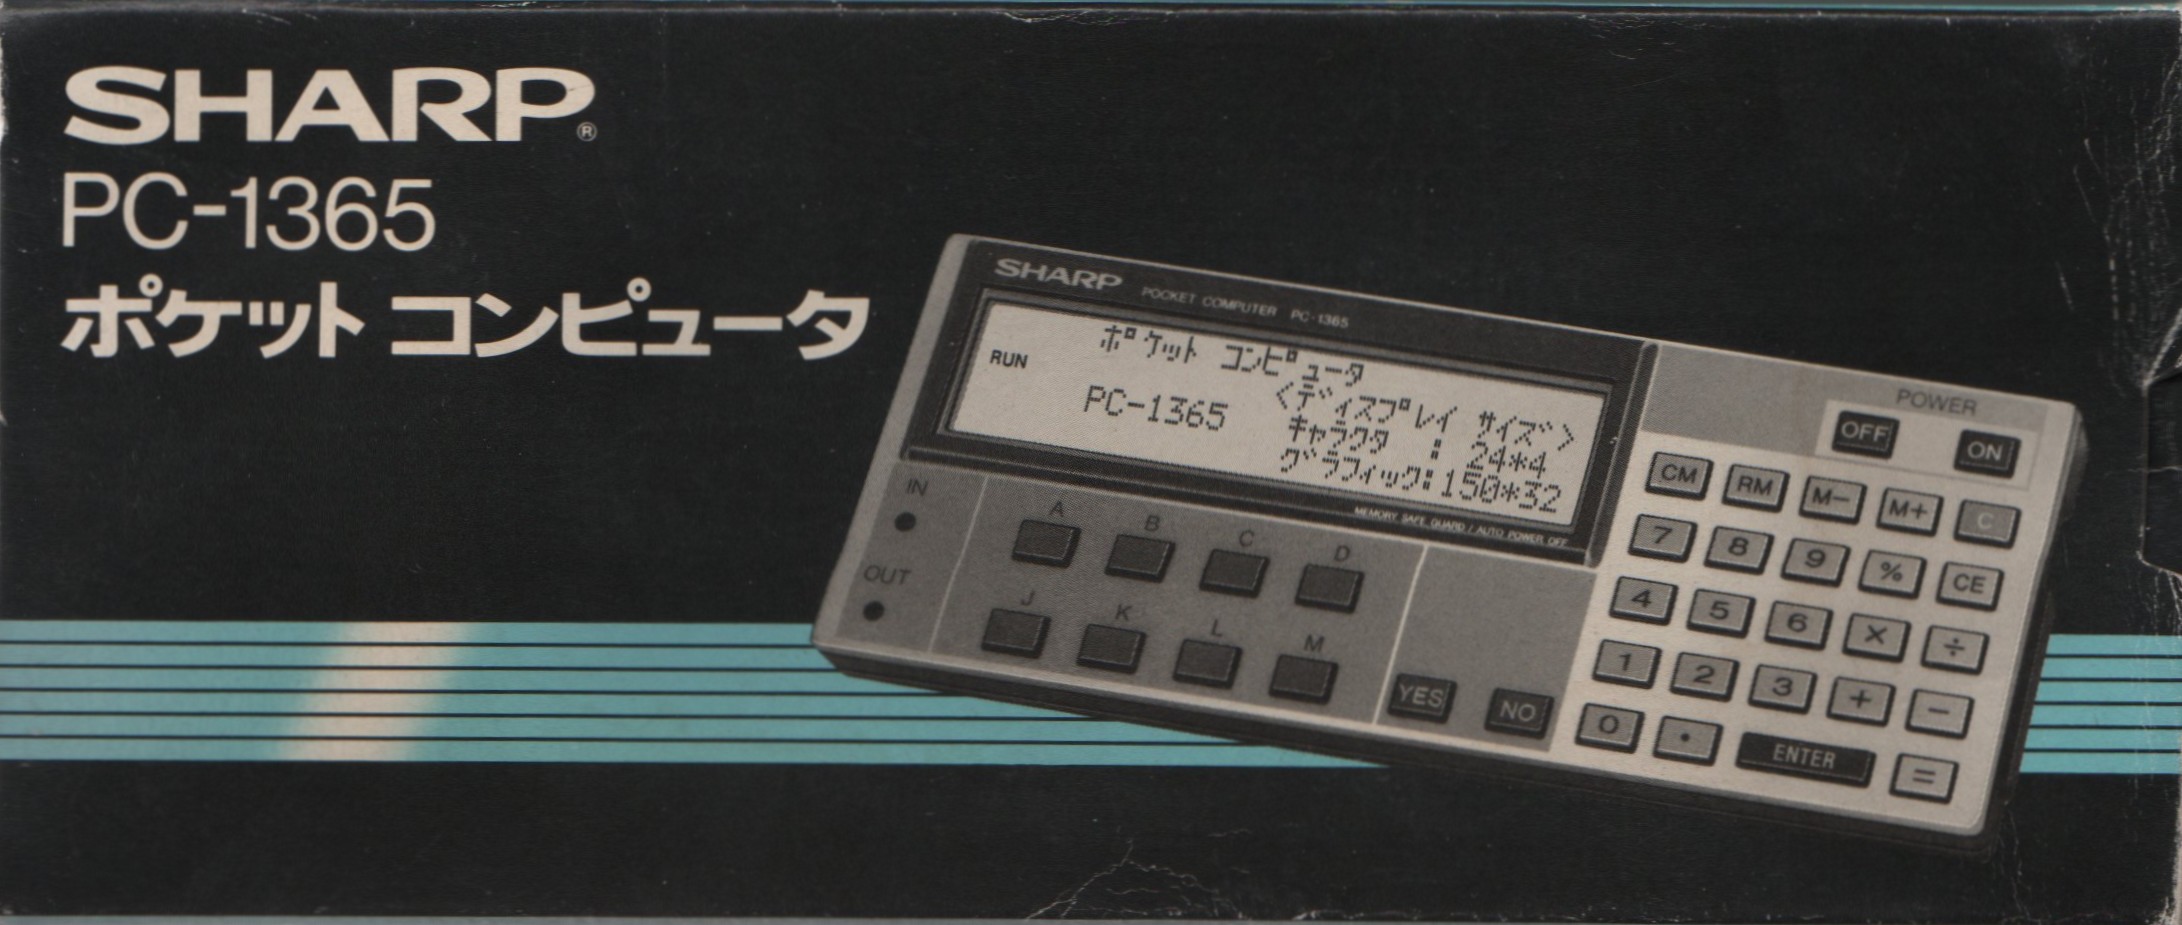 SHARP®
PC-1365
ポケット コンピュータ
SHARP POCKET COMPUTER PC-1365
RUN
ポケット コンピュータ
<ディスプレイ サイズ>
PC-1365
キャラクタ : 24*4
グラフィック:150*32
MEMORY SAFE GUARD / AUTO POWER OFF
POWER
OFF ON
IN
OUT
A B C D
J K L M
YES NO
CM RM M− M+ C
7 8 9 % CE
4 5 6 × ÷
1 2 3 + −
0 • ENTER =